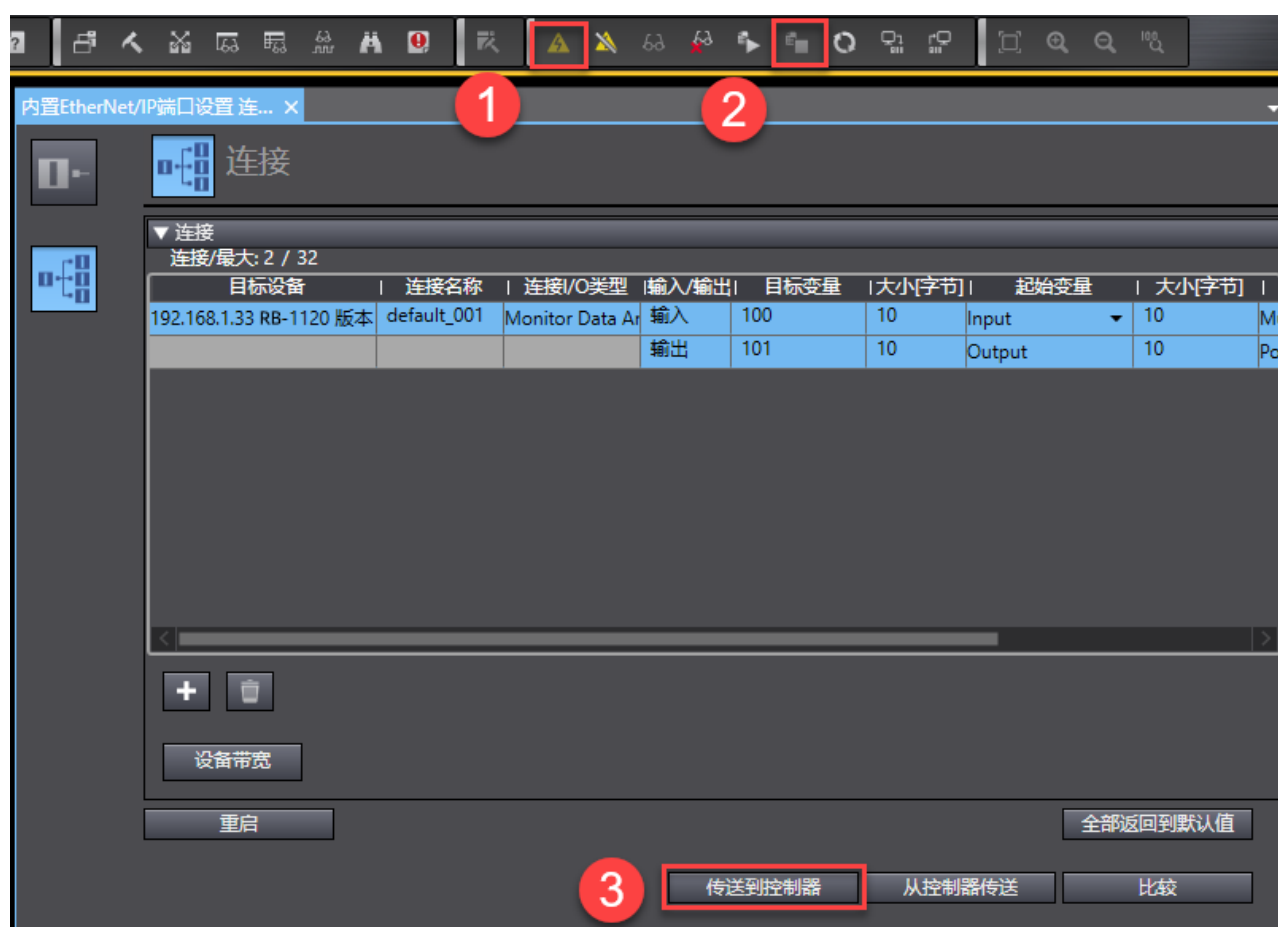 ?
100
1
2
内置EtherNet/IP端口设置 连... ×
连接
▼连接
连接/最大: 2 / 32
目标设备 连接名称 连接I/O类型 输入/输出 目标变量 大小[字节] 起始变量 大小[字节]
192.168.1.33 RB-1120 版本 default_001 Monitor Data Ar 输入 100 10 Input 10 M
输出 101 10 Output 10 Po
+
设备带宽
重启 全部返回到默认值
3 传送到控制器 从控制器传送 比较